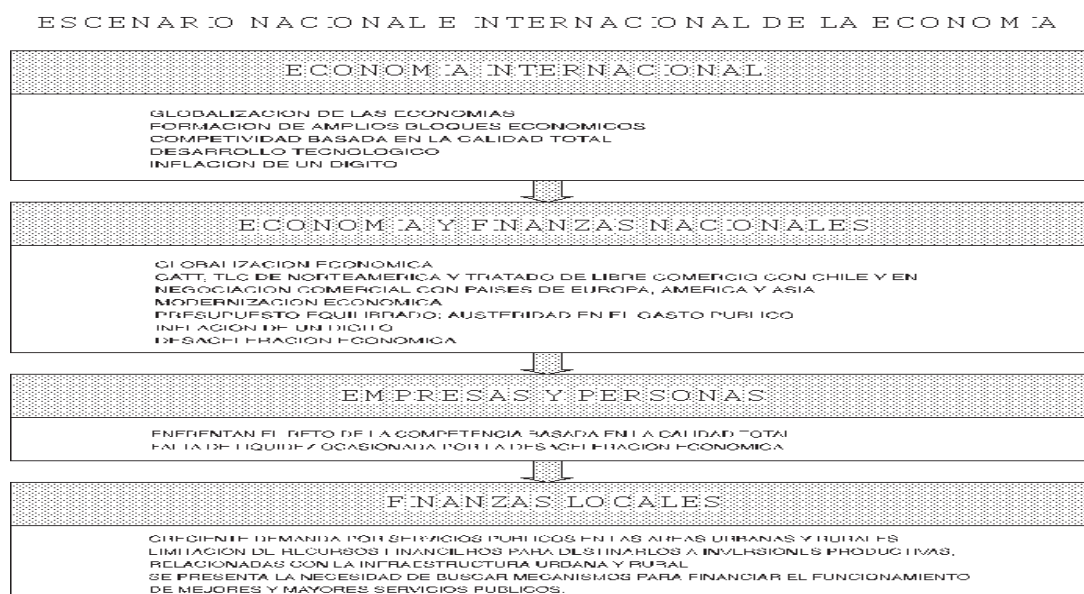 ESCENARIO NACIONAL E INTERNACIONAL DE LA ECONOMIA
ECONOMIA INTERNACIONAL
GLOBALIZACION DE LAS ECONOMIAS
FORMACION DE AMPLIOS BLOQUES ECONOMICOS
COMPETIVIDAD BASADA EN LA CALIDAD TOTAL
DESARROLLO TECNOLOGICO
INFLACION DE UN DIGITO
ECONOMIA Y FINANZAS NACIONALES
GLOBALIZACION ECONOMICA
GATT, TLC DE NORTEAMERICA Y TRATADO DE LIBRE COMERCIO CON CHILE Y EN
NEGOCIACION COMERCIAL CON PAISES DE EUROPA, AMERICA Y ASIA
MODERNIZACION ECONOMICA
PRESUPUESTO EQUILIBRADO; AUSTERIDAD EN EL GASTO PUBLICO
INFLACION DE UN DIGITO
DESACELERACION ECONOMICA
EMPRESAS Y PERSONAS
ENFRENTAN EL RETO DE LA COMPETENCIA BASADA EN LA CALIDAD TOTAL
FALTA DE LIQUIDEZ OCASIONADA POR LA DESACELERACION ECONOMICA
FINANZAS LOCALES
CRECIENTE DEMANDA POR SERVICIOS PUBLICOS EN LAS AREAS URBANAS Y RURALES
LIMITACION DE RECURSOS FINANCIEROS PARA DESTINARLOS A INVERSIONES PRODUCTIVAS,
RELACIONADAS CON LA INFRAESTRUCTURA URBANA Y RURAL
SE PRESENTA LA NECESIDAD DE BUSCAR MECANISMOS PARA FINANCIAR EL FUNCIONAMIENTO
DE MEJORES Y MAYORES SERVICIOS PUBLICOS.